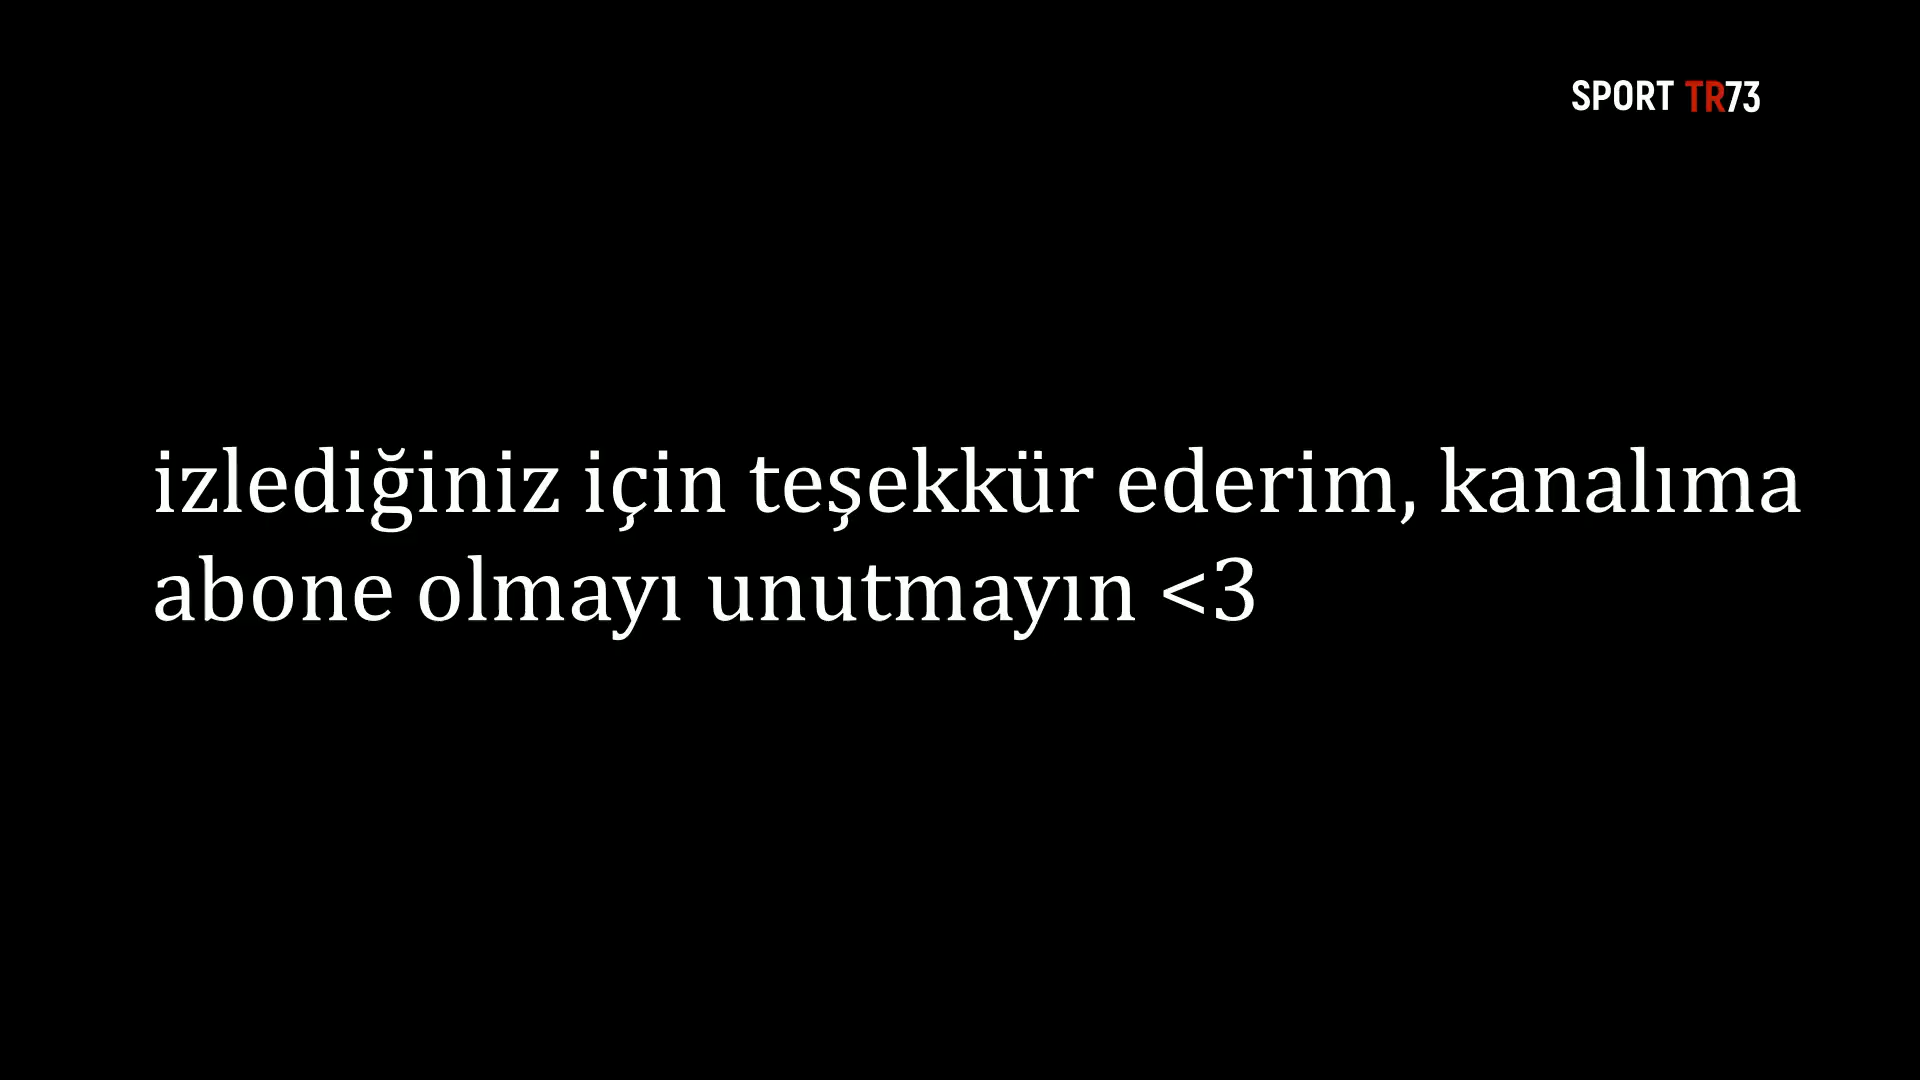 SPORT TR73
izlediğiniz için teşekkür ederim, kanalıma
abone olmayı unutmayın <3